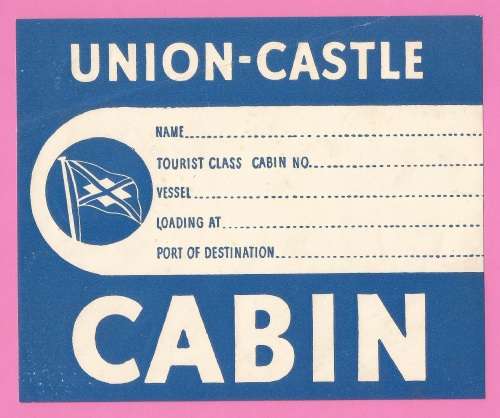 UNION-CASTLE
NAME
TOURIST CLASS CABIN NO.
VESSEL
LOADING AT
PORT OF DESTINATION
CABIN